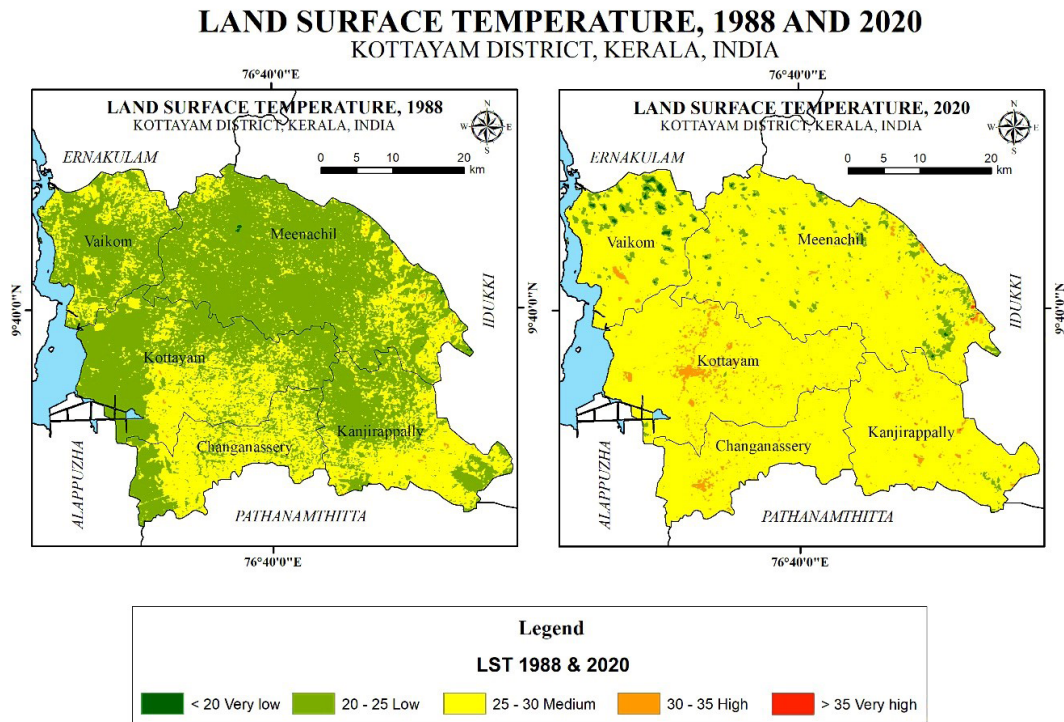 LAND SURFACE TEMPERATURE, 1988 AND 2020
KOTTAYAM DISTRICT, KERALA, INDIA
76°40'0"E
LAND SURFACE TEMPERATURE, 1988
KOTTAYAM DISTRICT, KERALA, INDIA
N
W E
S
0 5 10 20
km
ERNAKULAM
Vaikom
Meenachil
IDUKKI
9°40'0"N
Kottayam
Changanassery
Kanjirappally
ALAPPUZHA
PATHANAMTHITTA
76°40'0"E
76°40'0"E
LAND SURFACE TEMPERATURE, 2020
KOTTAYAM DISTRICT, KERALA, INDIA
N
W E
S
0 5 10 20
km
ERNAKULAM
Vaikom
Meenachil
IDUKKI
9°40'0"N
Kottayam
Changanassery
Kanjirappally
ALAPPUZHA
PATHANAMTHITTA
76°40'0"E
Legend
LST 1988 & 2020
< 20 Very low 20 - 25 Low 25 - 30 Medium 30 - 35 High > 35 Very high